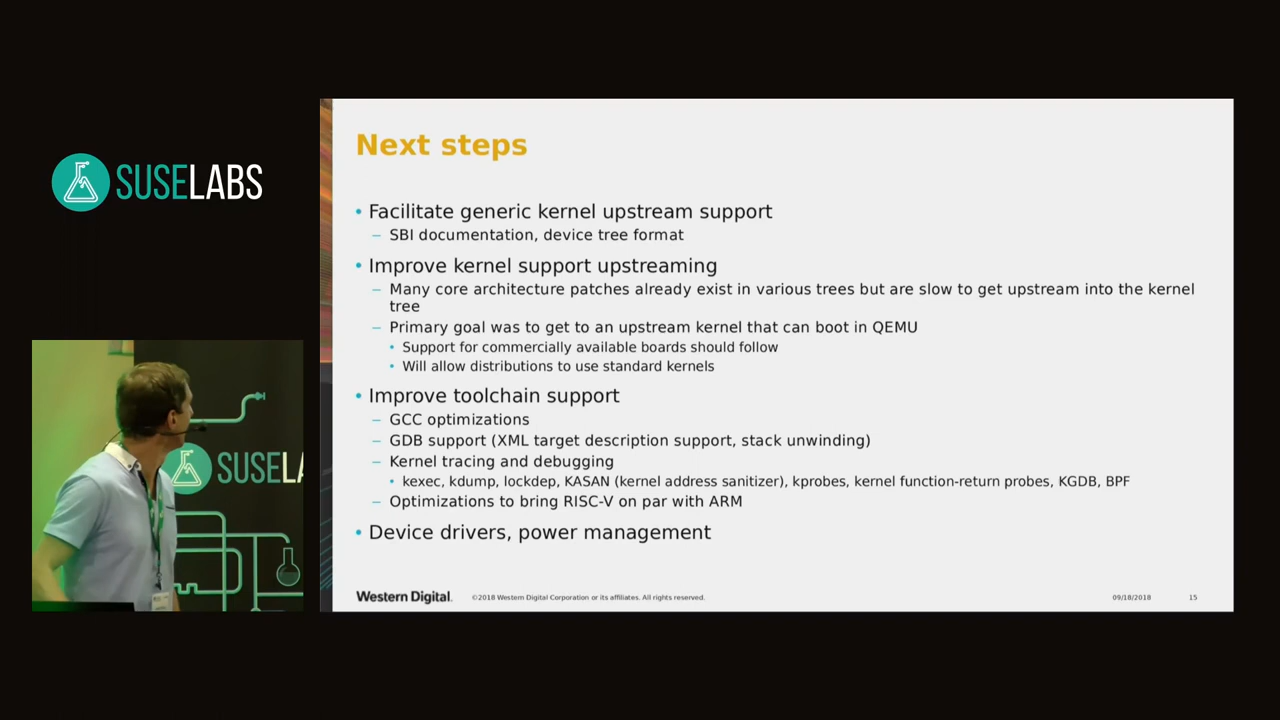 SUSELABS
Next steps
• Facilitate generic kernel upstream support
– SBI documentation, device tree format
• Improve kernel support upstreaming
– Many core architecture patches already exist in various trees but are slow to get upstream into the kernel
tree
– Primary goal was to get to an upstream kernel that can boot in QEMU
• Support for commercially available boards should follow
• Will allow distributions to use standard kernels
• Improve toolchain support
– GCC optimizations
– GDB support (XML target description support, stack unwinding)
– Kernel tracing and debugging
• kexec, kdump, lockdep, KASAN (kernel address sanitizer), kprobes, kernel function-return probes, KGDB, BPF
– Optimizations to bring RISC-V on par with ARM
• Device drivers, power management
SUSELA
Western Digital. ©2018 Western Digital Corporation or its affiliates. All rights reserved. 09/18/2018 15